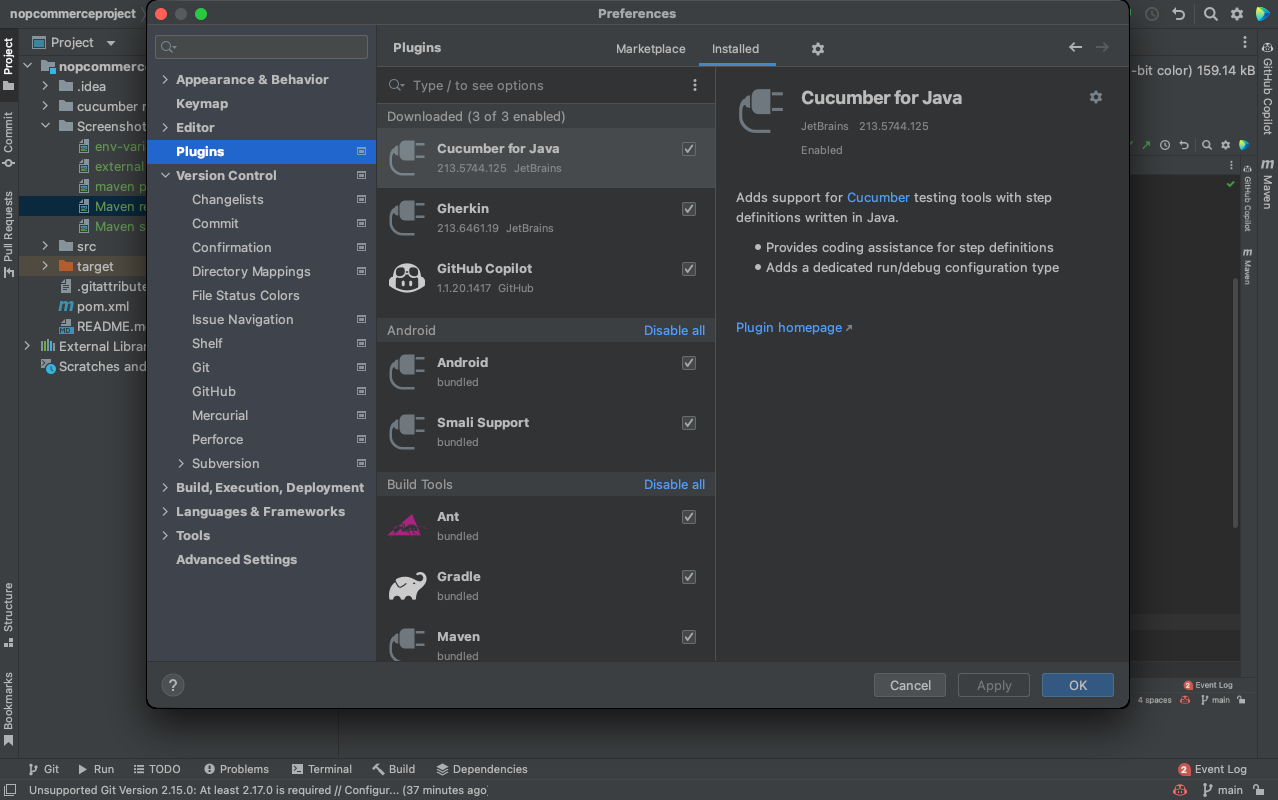 nopcommerceproject
Preferences
Project
nopcommerc
.idea
cucumber r
Screenshot
env-vari
external
maven p
Maven re
Maven s
src
target
.gitattribute
pom.xml
README.m
External Librar
Scratches and
Project
Commit
Pull Requests
Structure
Bookmarks
Appearance & Behavior
Keymap
Editor
Plugins
Version Control
Changelists
Commit
Confirmation
Directory Mappings
File Status Colors
Issue Navigation
Shelf
Git
GitHub
Mercurial
Perforce
Subversion
Build, Execution, Deployment
Languages & Frameworks
Tools
Advanced Settings
Plugins
Marketplace
Installed
Type / to see options
Downloaded (3 of 3 enabled)
Cucumber for Java
213.5744.125 JetBrains
Gherkin
213.6461.19 JetBrains
GitHub Copilot
1.1.20.1417 GitHub
Android Disable all
Android
bundled
Smali Support
bundled
Build Tools Disable all
Ant
bundled
Gradle
bundled
Maven
bundled
Cucumber for Java
JetBrains 213.5744.125
Enabled
Adds support for Cucumber testing tools with step
definitions written in Java.
Provides coding assistance for step definitions
Adds a dedicated run/debug configuration type
Plugin homepage
?
Cancel
Apply
OK
-bit color) 159.14 kB
GitHub Copilot
Maven
GitHub Copilot
Maven
2 Event Log
4 spaces main
Git
Run
TODO
Problems
Terminal
Build
Dependencies
2 Event Log
Unsupported Git Version 2.15.0: At least 2.17.0 is required // Configur... (37 minutes ago)
main